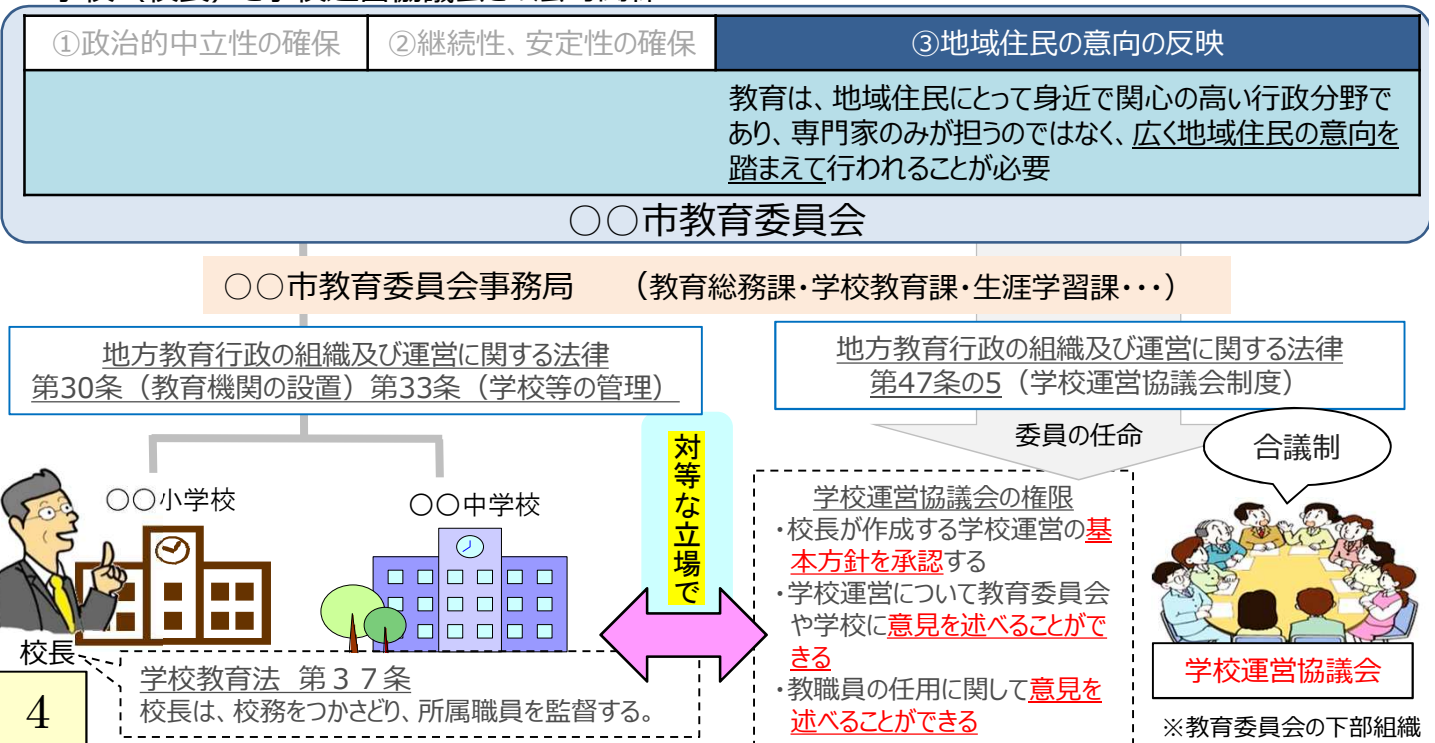 ①政治的中立性の確保
②継続性、安定性の確保
③地域住民の意向の反映
教育は、地域住民にとって身近で関心の高い行政分野で
あり、専門家のみが担うのではなく、広く地域住民の意向を
踏まえて行われることが必要
○○市教育委員会
○○市教育委員会事務局　（教育総務課・学校教育課・生涯学習課・・・）
地方教育行政の組織及び運営に関する法律
第30条（教育機関の設置）第33条（学校等の管理）
地方教育行政の組織及び運営に関する法律
第47条の5（学校運営協議会制度）
委員の任命
合議制
対等な立場で
○○小学校
○○中学校
校長
学校教育法 第３７条
校長は、校務をつかさどり、所属職員を監督する。
学校運営協議会の権限
・校長が作成する学校運営の基
本方針を承認する
・学校運営について教育委員会
や学校に意見を述べることがで
きる
・教職員の任用に関して意見を
述べることができる
学校運営協議会
※教育委員会の下部組織
4